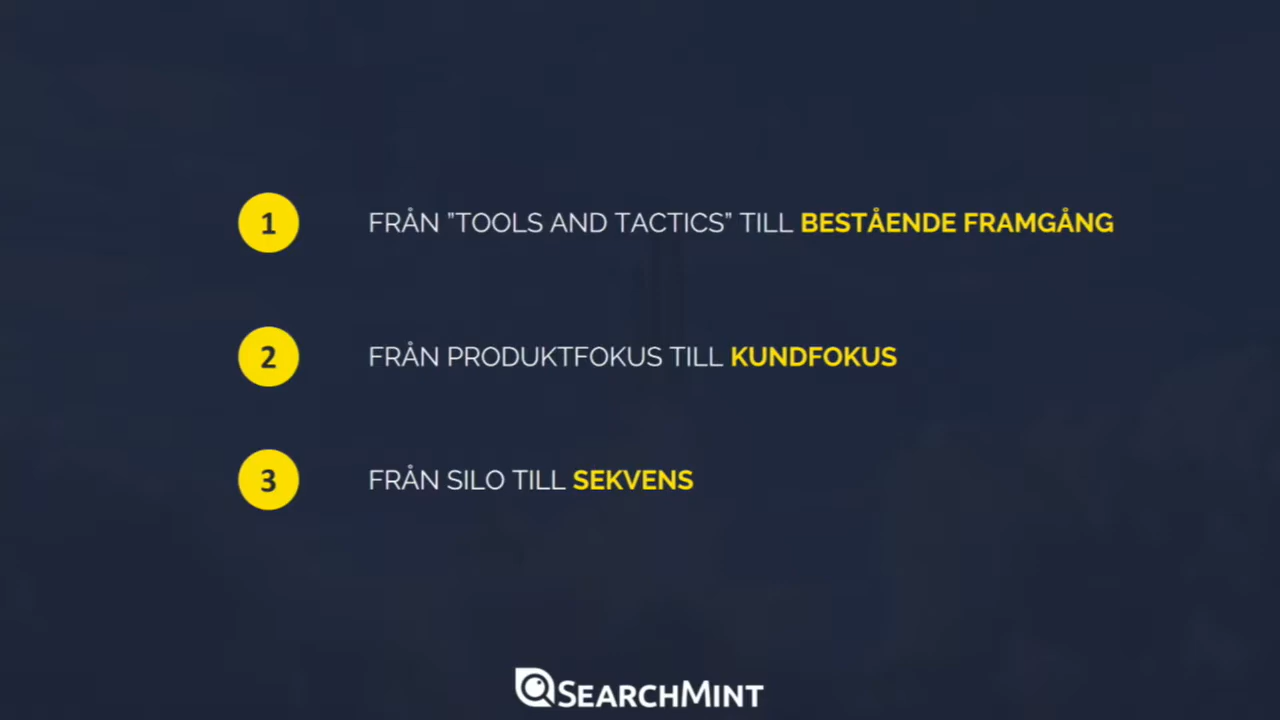 1 FRÅN ”TOOLS AND TACTICS” TILL BESTÅENDE FRAMGÅNG
2 FRÅN PRODUKTFOKUS TILL KUNDFOKUS
3 FRÅN SILO TILL SEKVENS
SEARCHMINT